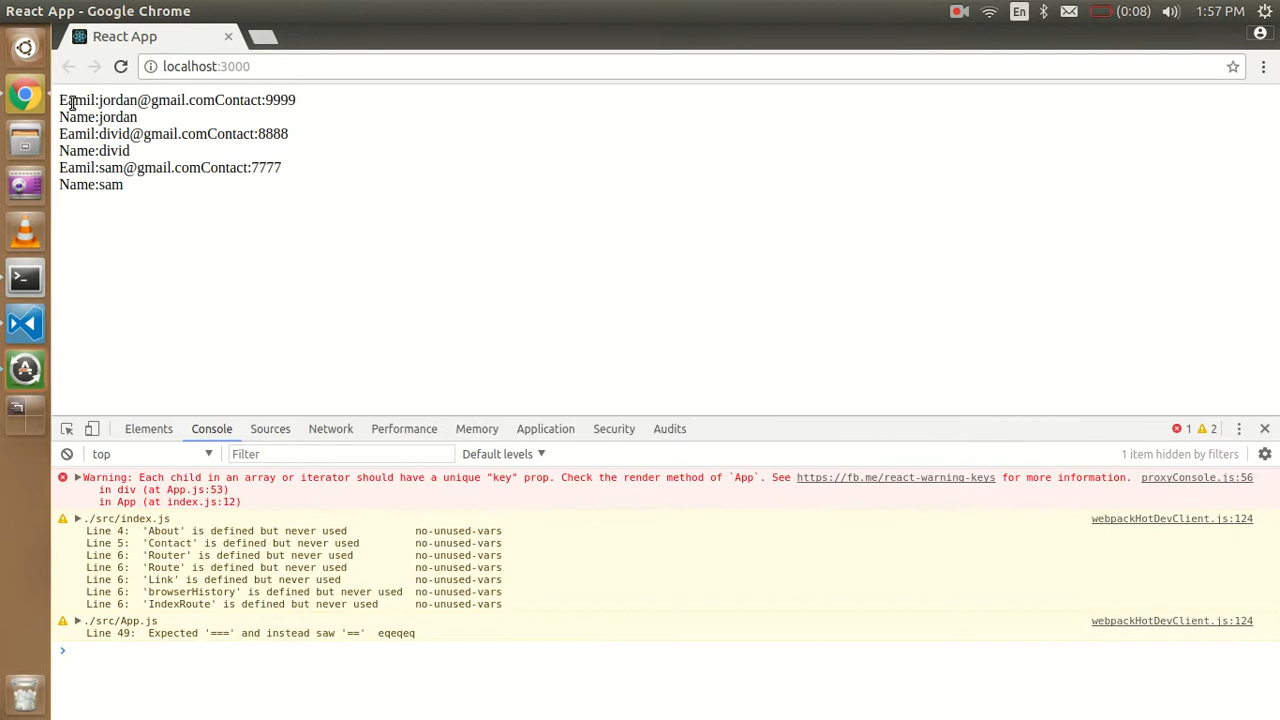 React App - Google Chrome
En
(0:08)
1:57 PM
React App
localhost:3000
Eamil:jordan@gmail.comContact:9999
Name:jordan
Eamil:divid@gmail.comContact:8888
Name:divid
Eamil:sam@gmail.comContact:7777
Name:sam
Elements Console Sources Network Performance Memory Application Security Audits 1 2
top Filter Default levels 1 item hidden by filters
Warning: Each child in an array or iterator should have a unique "key" prop. Check the render method of `App`. See https://fb.me/react-warning-keys for more information. proxyConsole.js:56
in div (at App.js:53)
in App (at index.js:12)
./src/index.js webpackHotDevClient.js:124
Line 4: 'About' is defined but never used no-unused-vars
Line 5: 'Contact' is defined but never used no-unused-vars
Line 6: 'Router' is defined but never used no-unused-vars
Line 6: 'Route' is defined but never used no-unused-vars
Line 6: 'Link' is defined but never used no-unused-vars
Line 6: 'browserHistory' is defined but never used no-unused-vars
Line 6: 'IndexRoute' is defined but never used no-unused-vars
./src/App.js webpackHotDevClient.js:124
Line 49: Expected '===' and instead saw '==' eqeqeq